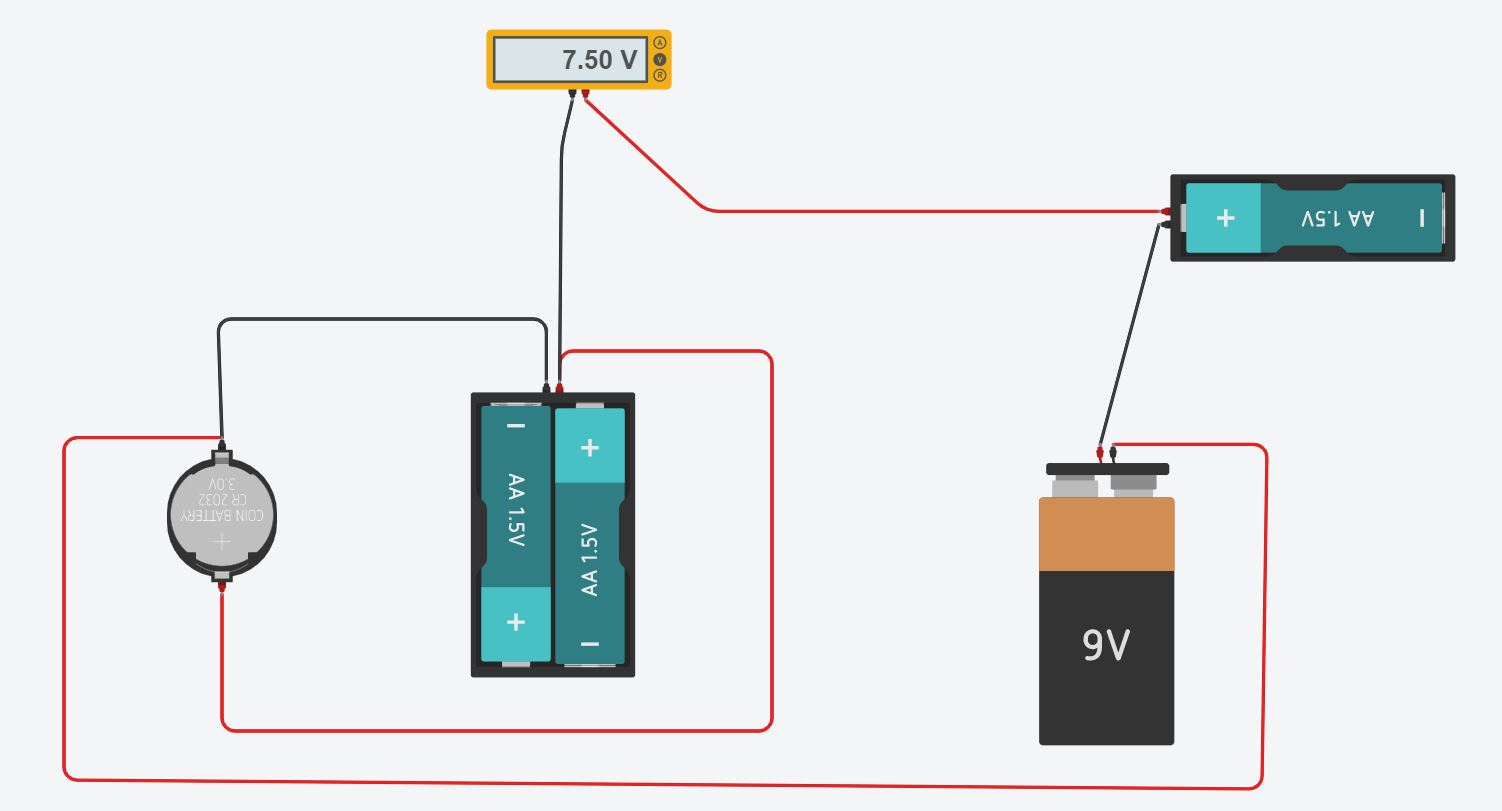 7.50 V
A
V
R
+
AA 1.5V
−
COIN BATTERY
CR 2032
3.0V
+
−
AA 1.5V
+
+
AA 1.5V
−
9V